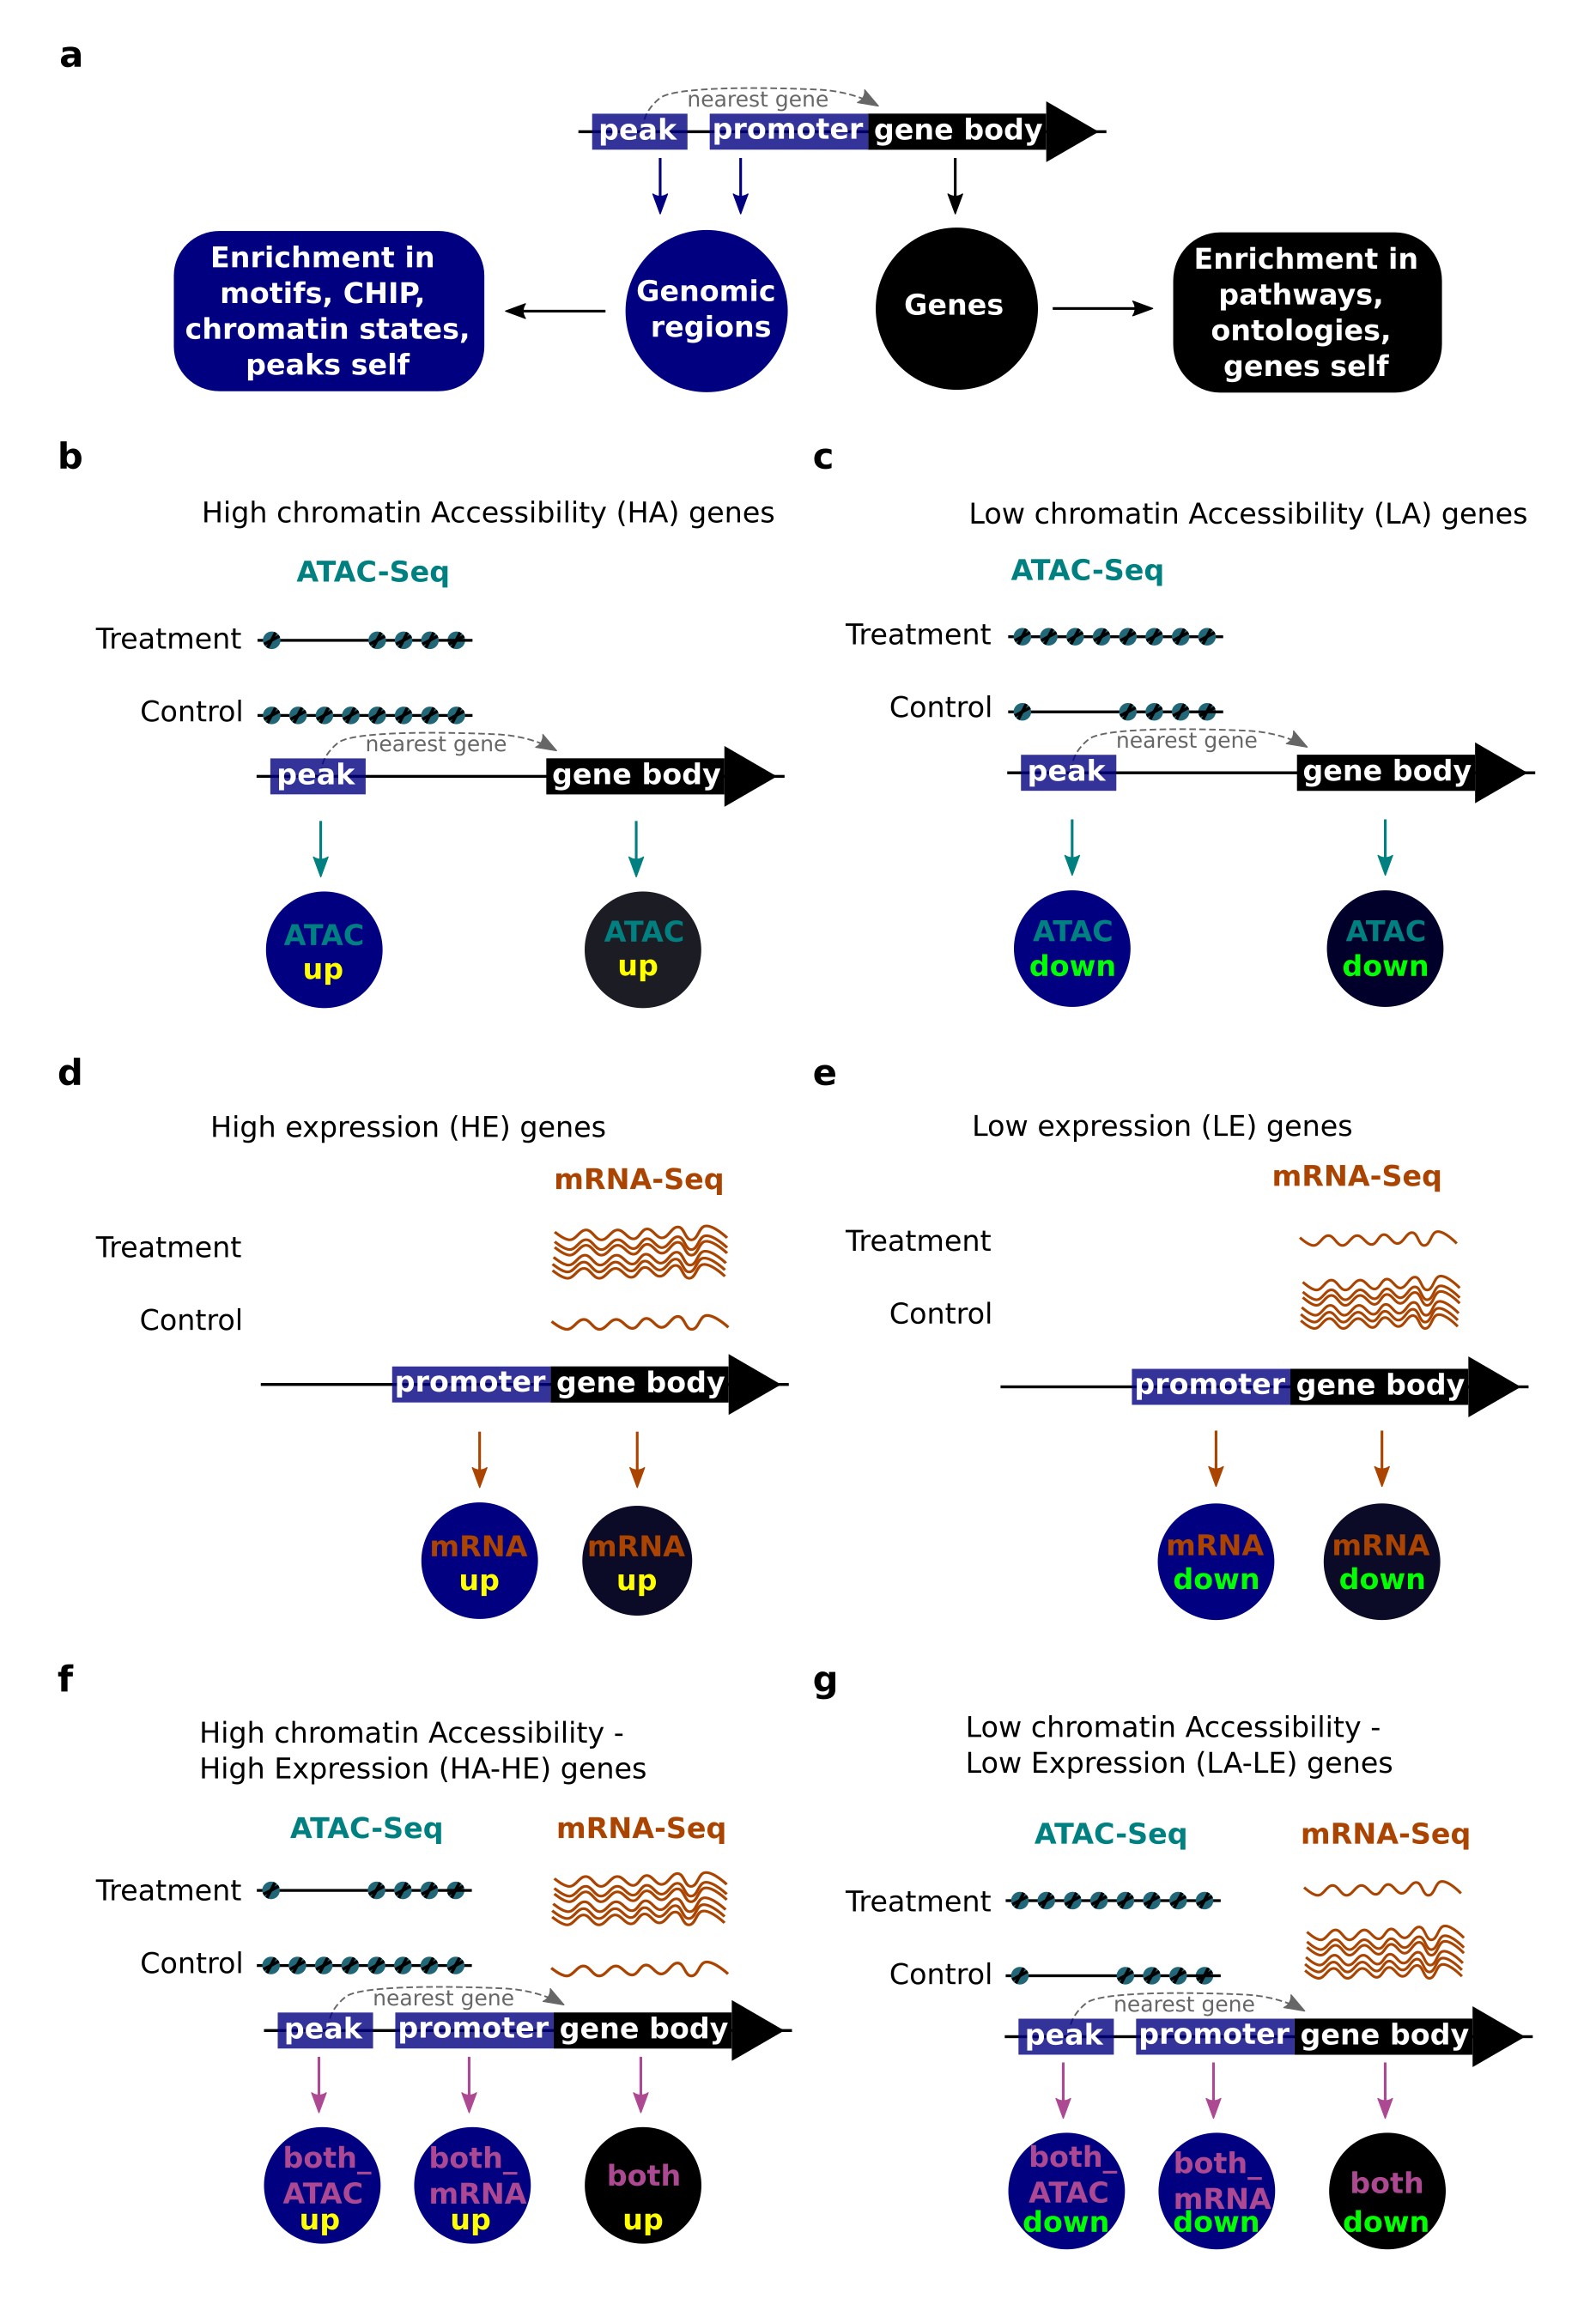 a
nearest gene
peak promoter gene body
Enrichment in
motifs, CHIP,
chromatin states,
peaks self
Genomic
regions
Genes
Enrichment in
pathways,
ontologies,
genes self
b
High chromatin Accessibility (HA) genes
ATAC-Seq
Treatment
Control
nearest gene
peak gene body
ATAC
up
ATAC
up
c
Low chromatin Accessibility (LA) genes
ATAC-Seq
Treatment
Control
nearest gene
peak gene body
ATAC
down
ATAC
down
d
High expression (HE) genes
mRNA-Seq
Treatment
Control
promoter gene body
mRNA
up
mRNA
up
e
Low expression (LE) genes
mRNA-Seq
Treatment
Control
promoter gene body
mRNA
down
mRNA
down
f
High chromatin Accessibility -
High Expression (HA-HE) genes
ATAC-Seq mRNA-Seq
Treatment
Control
nearest gene
peak promoter gene body
both_
ATAC
up
both_
mRNA
up
both
up
g
Low chromatin Accessibility -
Low Expression (LA-LE) genes
ATAC-Seq mRNA-Seq
Treatment
Control
nearest gene
peak promoter gene body
both_
ATAC
down
both_
mRNA
down
both
down